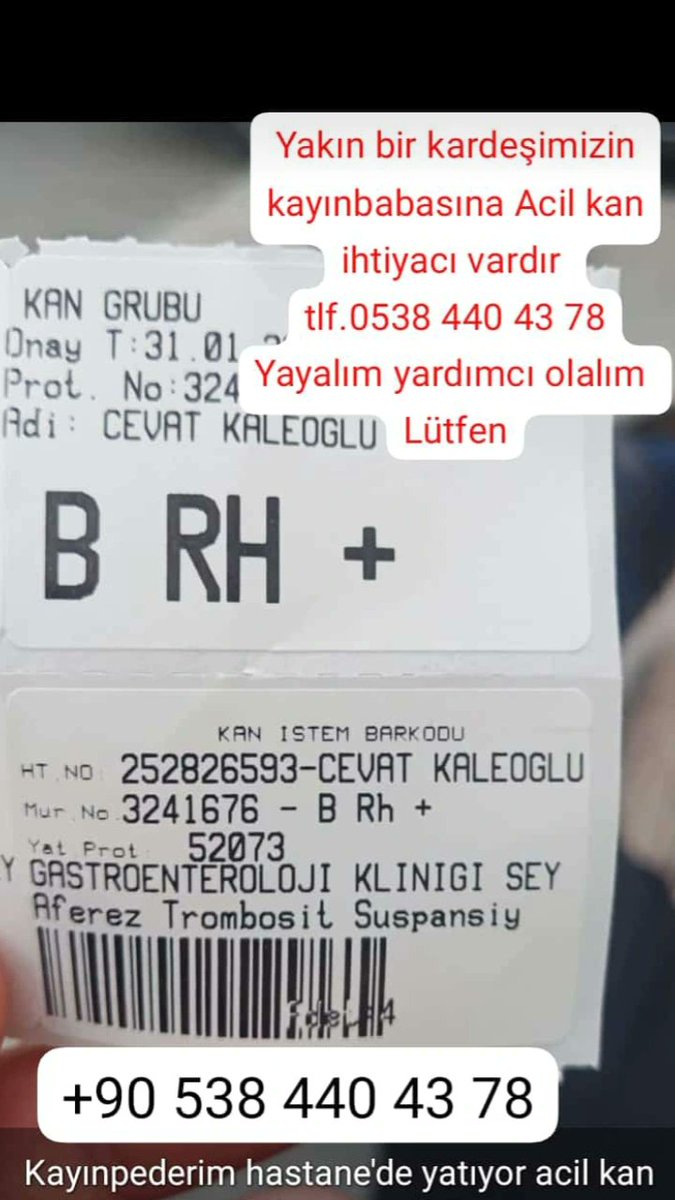 Yakın bir kardeşimizin
kayınbabasına Acil kan
ihtiyacı vardır
tlf.0538 440 43 78
Yayalım yardımcı olalım
Lütfen
KAN GRUBU
Onay T:31.01
Prot. No:324
Adi: CEVAT KALEOGLU
B RH +
KAN ISTEM BARKODU
HT.NO: 252826593-CEVAT KALEOGLU
Mur.No.3241676 - B Rh +
Yat Prot: 52073
Y GASTROENTEROLOJI KLINIGI SEY
Aferez Trombosit Suspansiy
+90 538 440 43 78
Kayınpederim hastane'de yatıyor acil kan